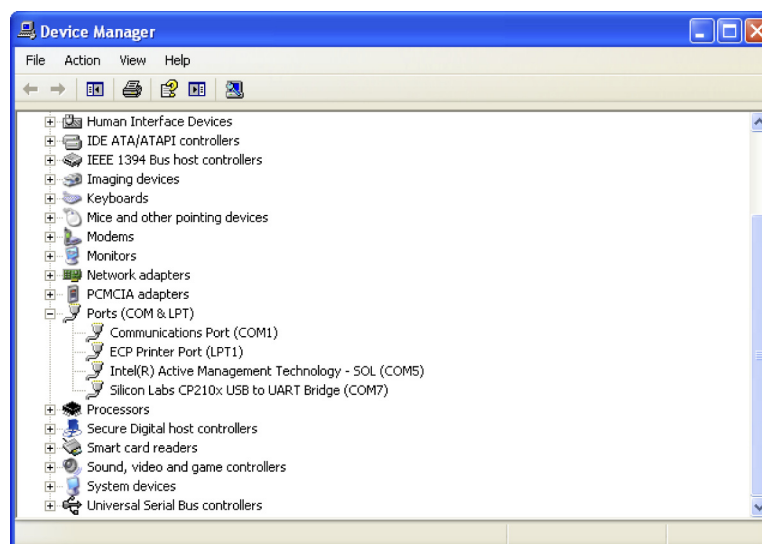 Device Manager
File Action View Help
Human Interface Devices
IDE ATA/ATAPI controllers
IEEE 1394 Bus host controllers
Imaging devices
Keyboards
Mice and other pointing devices
Modems
Monitors
Network adapters
PCMCIA adapters
Ports (COM & LPT)
Communications Port (COM1)
ECP Printer Port (LPT1)
Intel(R) Active Management Technology - SOL (COM5)
Silicon Labs CP210x USB to UART Bridge (COM7)
Processors
Secure Digital host controllers
Smart card readers
Sound, video and game controllers
System devices
Universal Serial Bus controllers